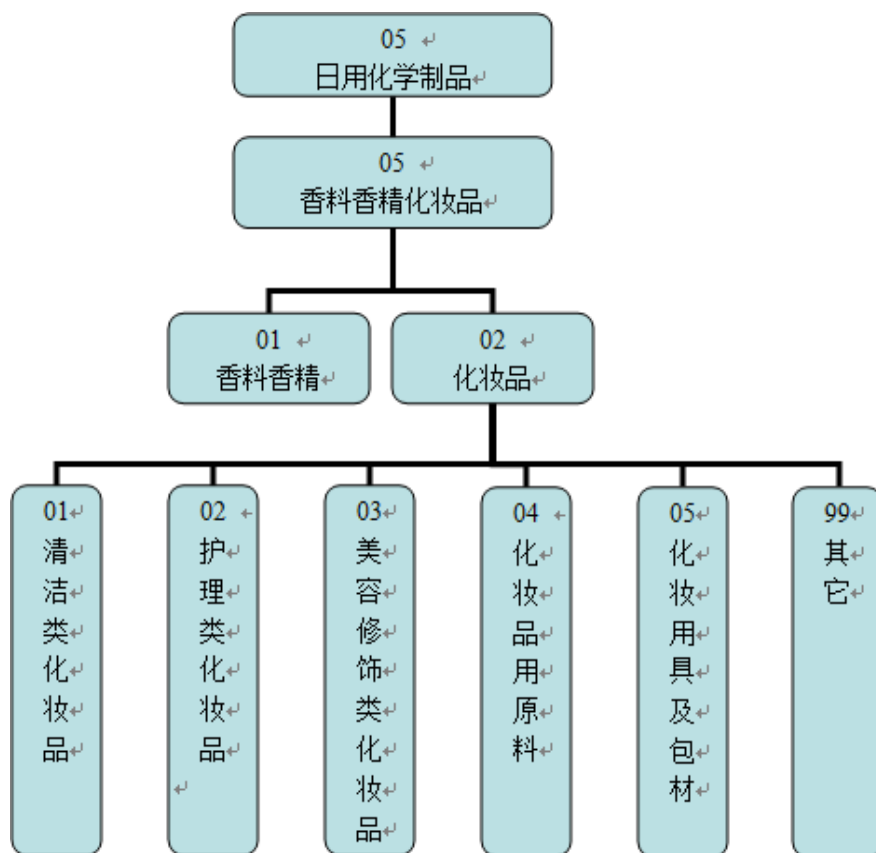 05
日用化学制品
05
香料香精化妆品
01
香料香精
02
化妆品
01
清洁类化妆品
02
护理类化妆品
03
美容修饰类化妆品
04
化妆品用原料
05
化妆用具及包材
99
其它